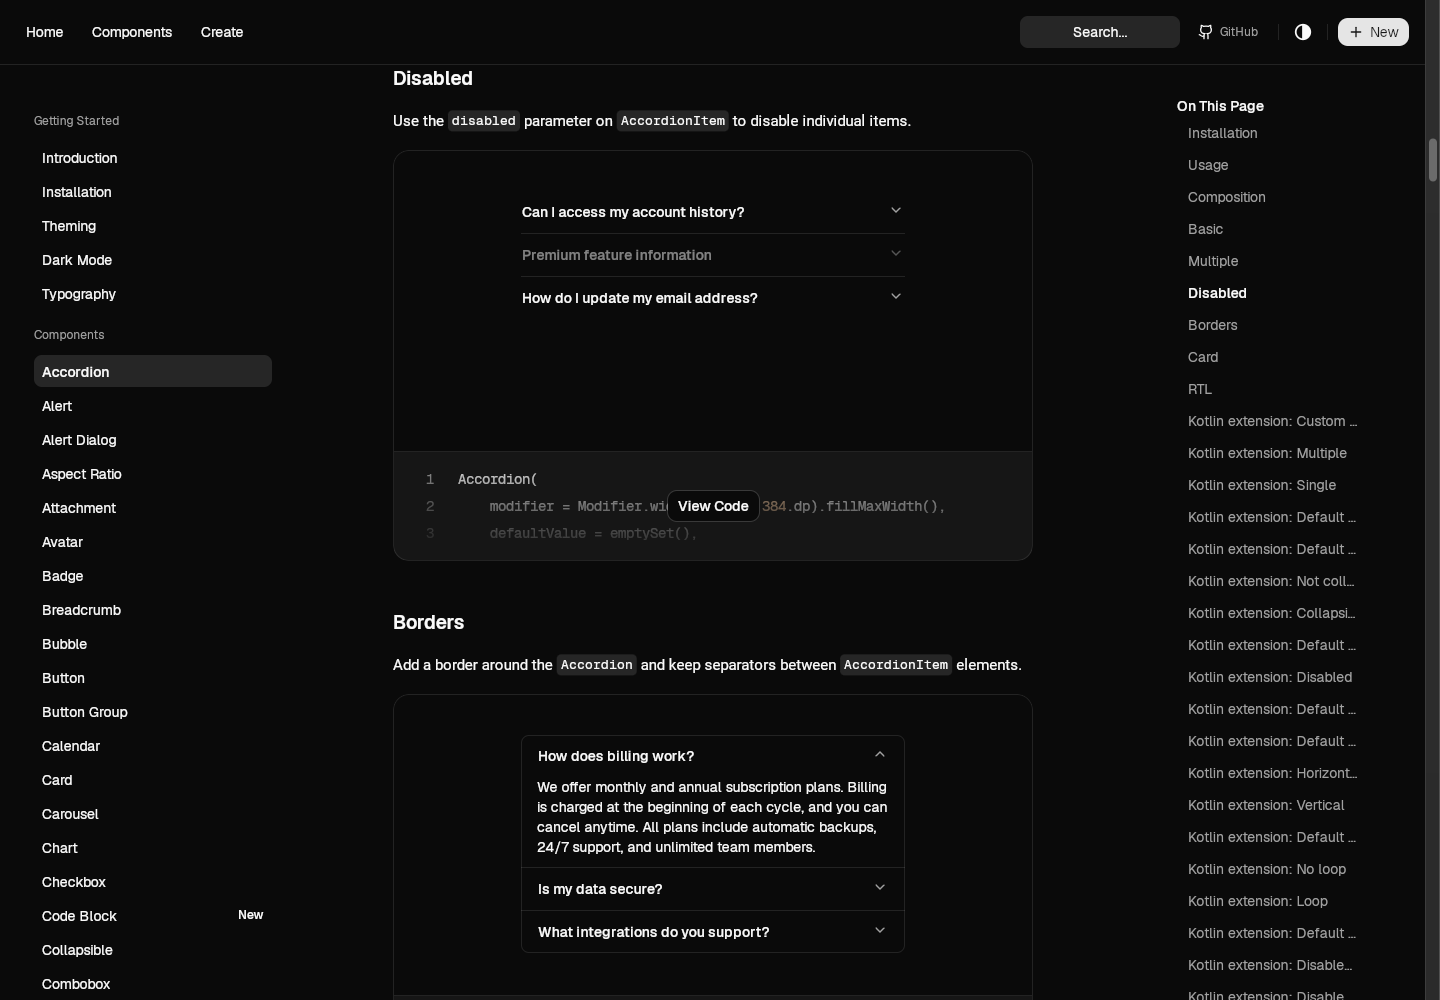 Home
Components
Create
Search...
GitHub
New
Getting Started
Introduction
Installation
Theming
Dark Mode
Typography
Components
Accordion
Alert
Alert Dialog
Aspect Ratio
Attachment
Avatar
Badge
Breadcrumb
Bubble
Button
Button Group
Calendar
Card
Carousel
Chart
Checkbox
Code Block New
Collapsible
Combobox
Disabled
Use the disabled parameter on AccordionItem to disable individual items.
Can I access my account history?
Premium feature information
How do I update my email address?
1 Accordion(
2 modifier = Modifier.wi
View Code
384.dp).fillMaxWidth(),
3 defaultValue = emptySet(),
Borders
Add a border around the Accordion and keep separators between AccordionItem elements.
How does billing work?
We offer monthly and annual subscription plans. Billing
is charged at the beginning of each cycle, and you can
cancel anytime. All plans include automatic backups,
24/7 support, and unlimited team members.
Is my data secure?
What integrations do you support?
On This Page
Installation
Usage
Composition
Basic
Multiple
Disabled
Borders
Card
RTL
Kotlin extension: Custom ...
Kotlin extension: Multiple
Kotlin extension: Single
Kotlin extension: Default ...
Kotlin extension: Default ...
Kotlin extension: Not coll...
Kotlin extension: Collapsi...
Kotlin extension: Default ...
Kotlin extension: Disabled
Kotlin extension: Default ...
Kotlin extension: Default ...
Kotlin extension: Horizont...
Kotlin extension: Vertical
Kotlin extension: Default ...
Kotlin extension: No loop
Kotlin extension: Loop
Kotlin extension: Default ...
Kotlin extension: Disable...
Kotlin extension: Disable...